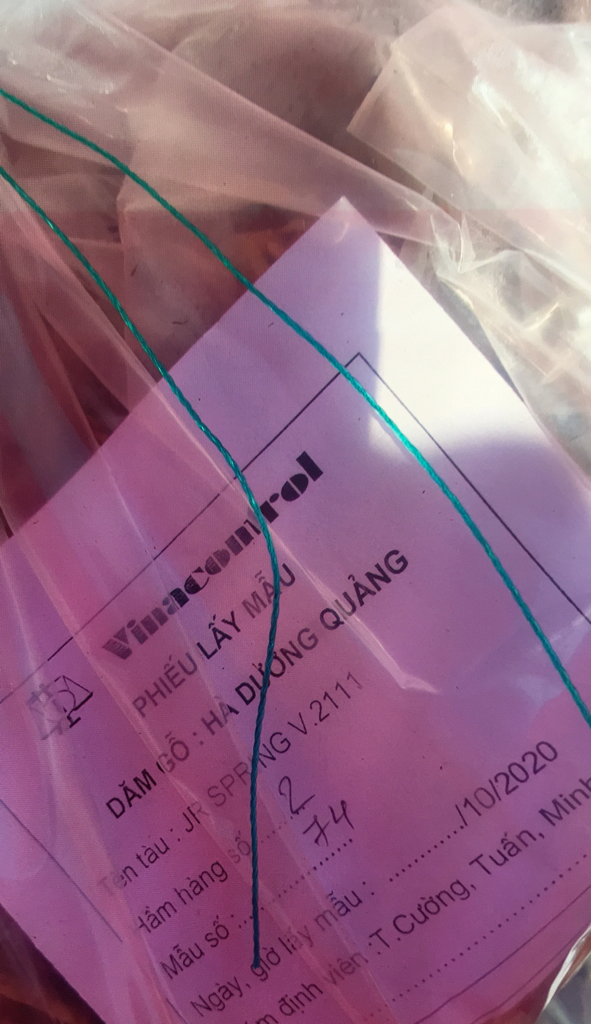 Vinacontrol
PHIẾU LẤY MẪU
DĂM GỖ : HÀ DƯƠNG QUẢNG
Tên tàu : JR SPRING V.2111
Hầm hàng số : 2
Mẫu số : 74
Ngày, giờ lấy mẫu : ............/10/2020
định viên :T.Cường, Tuấn, Minh